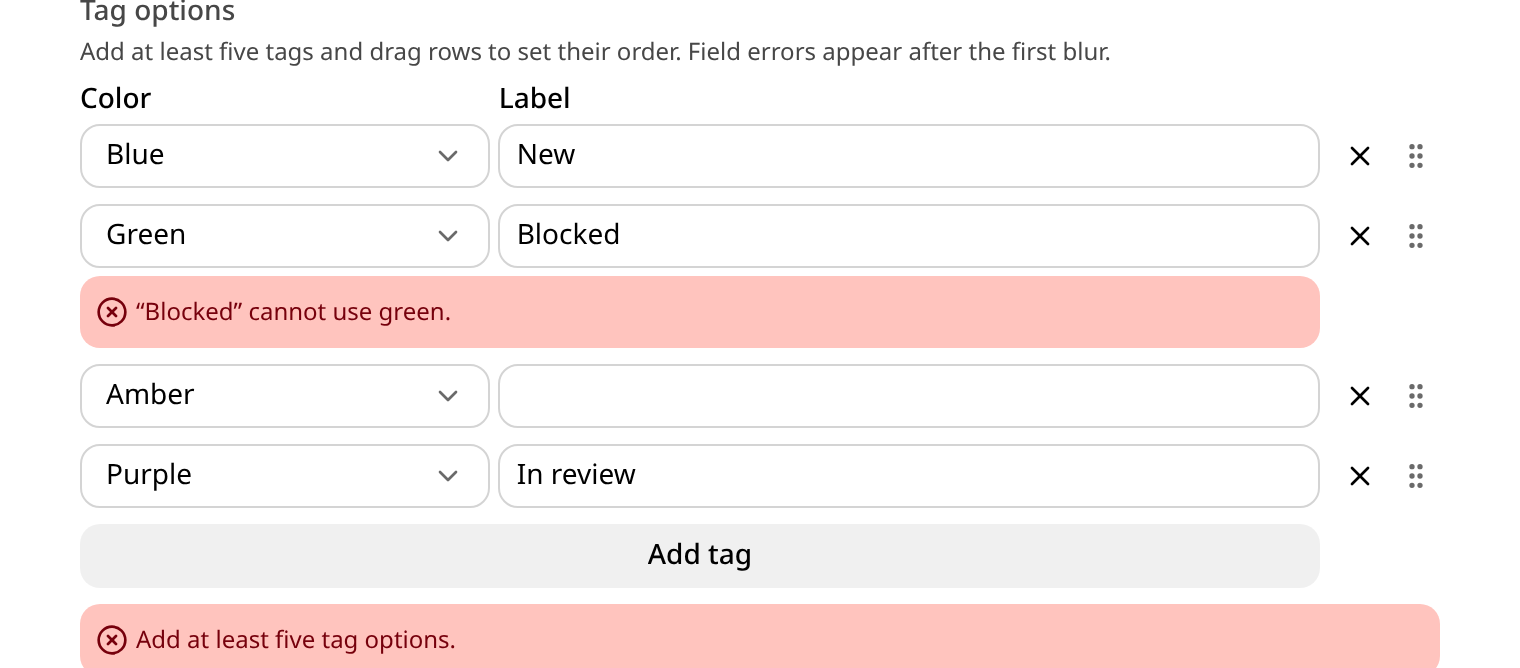 Tag options
Add at least five tags and drag rows to set their order. Field errors appear after the first blur.
Color Label
Blue New
Green Blocked
“Blocked” cannot use green.
Amber
Purple In review
Add tag
Add at least five tag options.